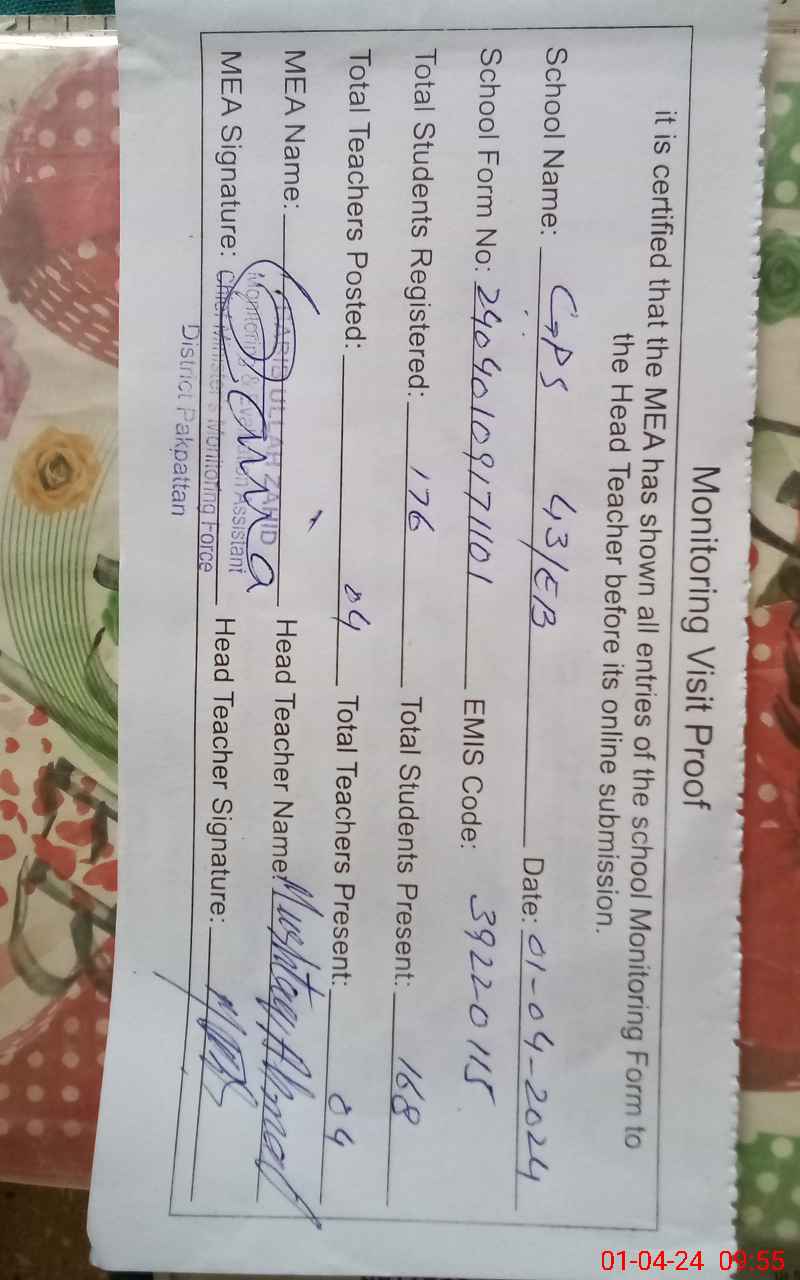 Monitoring Visit Proof
it is certified that the MEA has shown all entries of the school Monitoring Form to
the Head Teacher before its online submission.
School Name: GPS 43/EB Date: 01-04-2024
School Form No: 24040109171101 EMIS Code: 39220115
Total Students Registered: 176 Total Students Present: 168
Total Teachers Posted: 04 Total Teachers Present: 04
MEA Name: ULLAH ZAHID Head Teacher Name: Mushtaq Ahmad
Monitoring & Evaluation Assistant
MEA Signature: Chief Minister's Monitoring Force Head Teacher Signature:
District Pakpattan
01-04-24 09:55